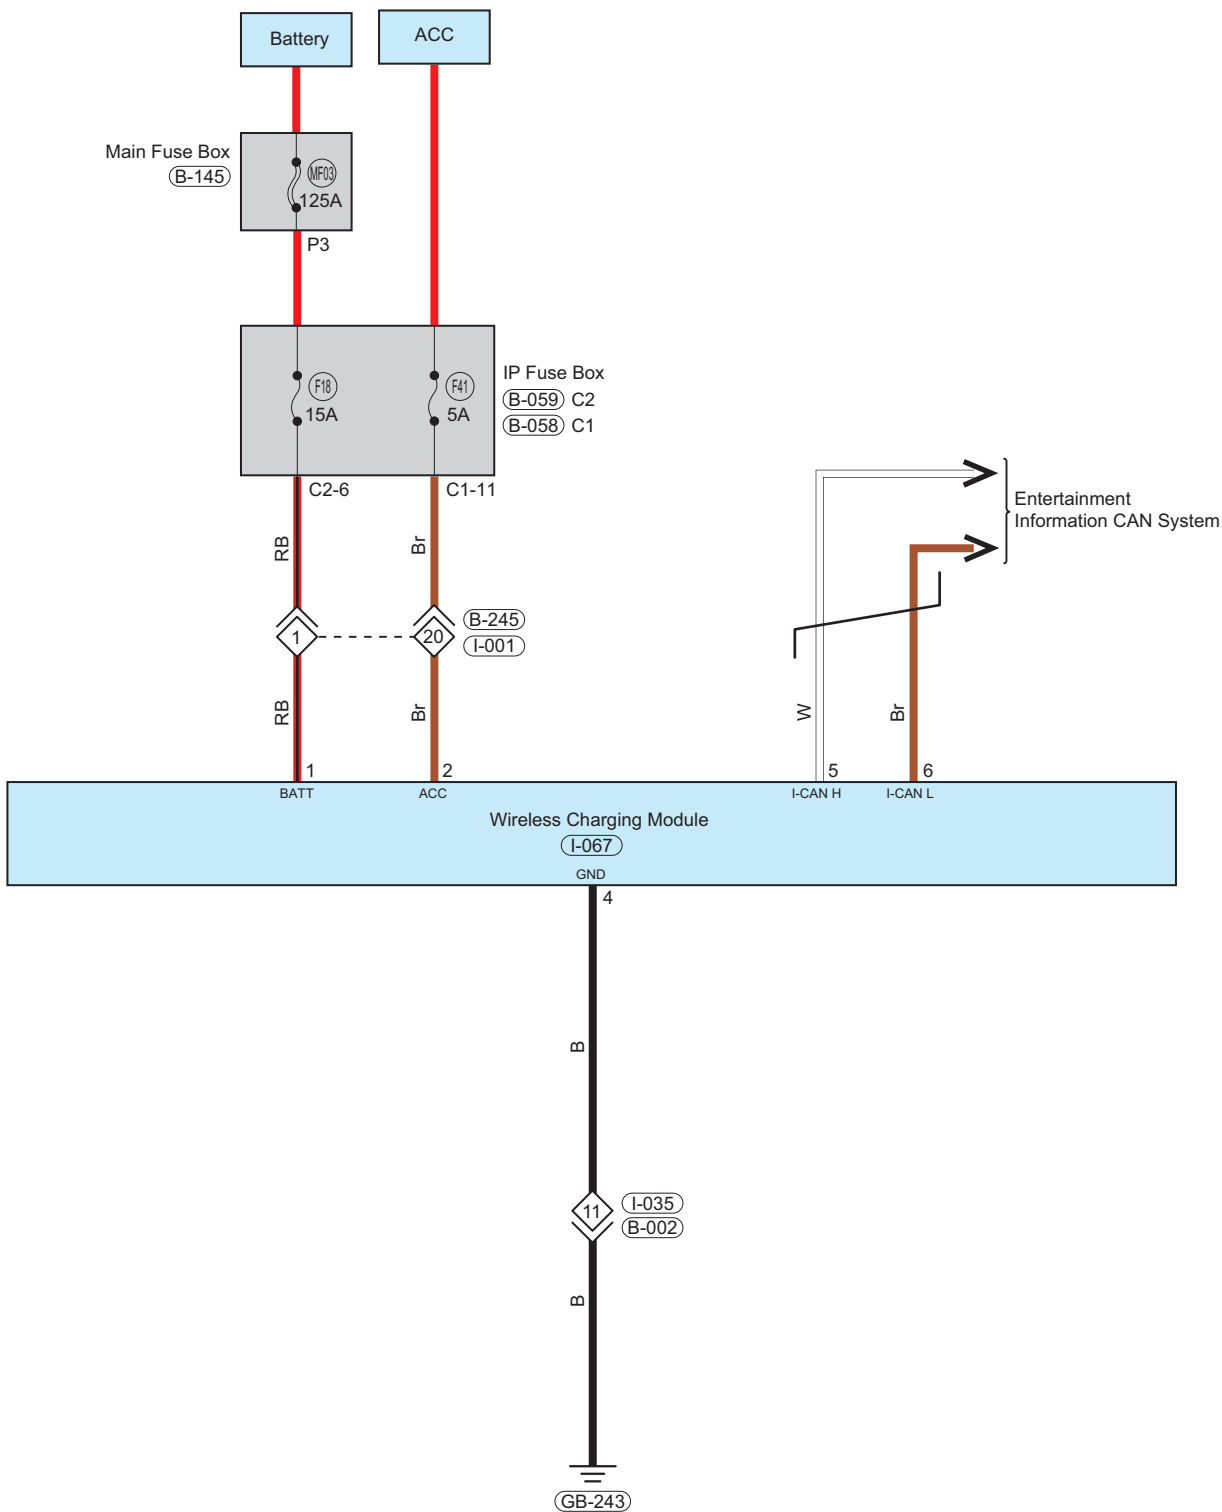 Battery
ACC
Main Fuse Box
B-145
MF03
125A
P3
F18
15A
F41
5A
IP Fuse Box
B-059 C2
B-058 C1
C2-6
C1-11
RB
Br
Entertainment
Information CAN System
1
20
B-245
I-001
RB
Br
W
Br
1
2
5
6
BATT
ACC
I-CAN H
I-CAN L
Wireless Charging Module
I-067
GND
4
B
11
I-035
B-002
B
GB-243